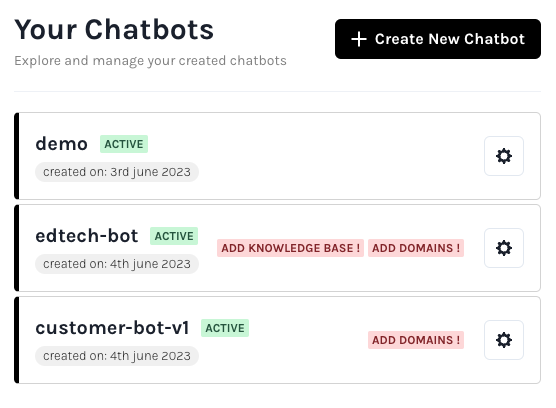 Your Chatbots
Explore and manage your created chatbots
Create New Chatbot
demo ACTIVE
created on: 3rd june 2023
edtech-bot ACTIVE
created on: 4th june 2023
ADD KNOWLEDGE BASE ! ADD DOMAINS !
customer-bot-v1 ACTIVE
created on: 4th june 2023
ADD DOMAINS !